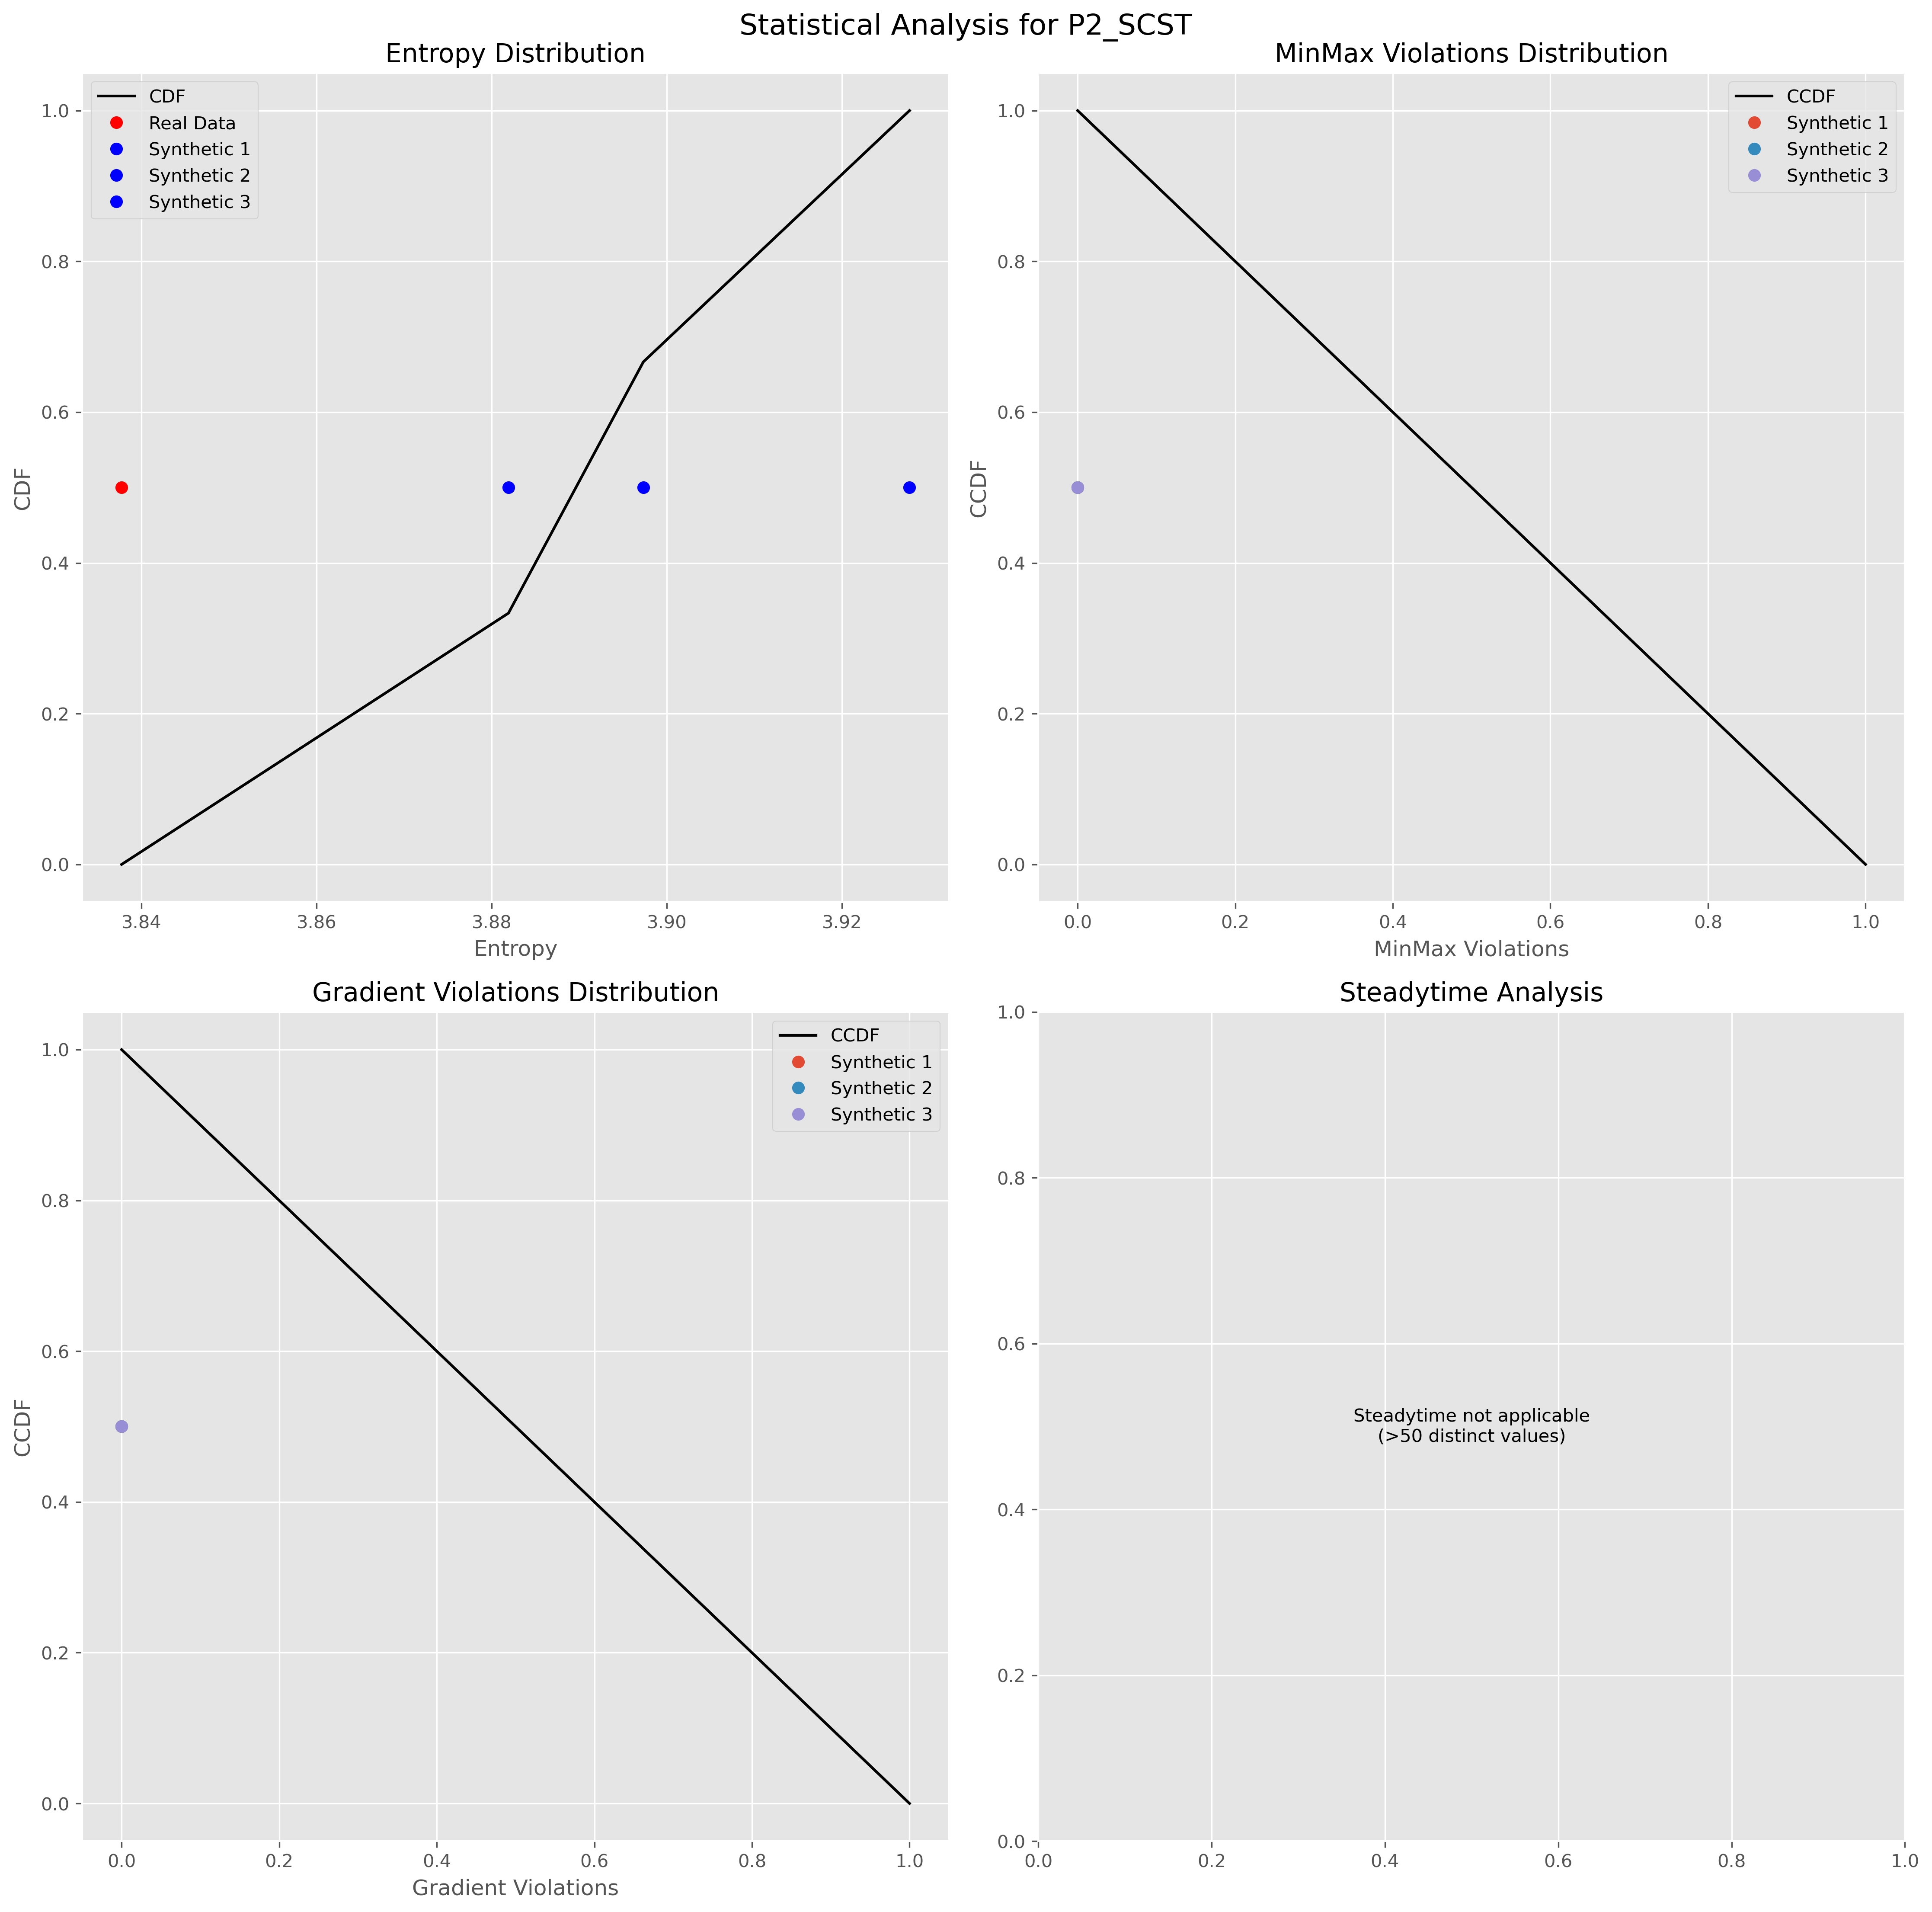 Statistical Analysis for P2_SCST
Entropy Distribution
CDF
Real Data
Synthetic 1
Synthetic 2
Synthetic 3
1.0
0.8
0.6
0.4
0.2
0.0
CDF
3.84 3.86 3.88 3.90 3.92
Entropy
MinMax Violations Distribution
CCDF
Synthetic 1
Synthetic 2
Synthetic 3
1.0
0.8
0.6
0.4
0.2
0.0
CCDF
0.0 0.2 0.4 0.6 0.8 1.0
MinMax Violations
Gradient Violations Distribution
CCDF
Synthetic 1
Synthetic 2
Synthetic 3
1.0
0.8
0.6
0.4
0.2
0.0
CCDF
0.0 0.2 0.4 0.6 0.8 1.0
Gradient Violations
Steadytime Analysis
1.0
0.8
0.6
0.4
0.2
0.0
Steadytime not applicable
(>50 distinct values)
0.0 0.2 0.4 0.6 0.8 1.0